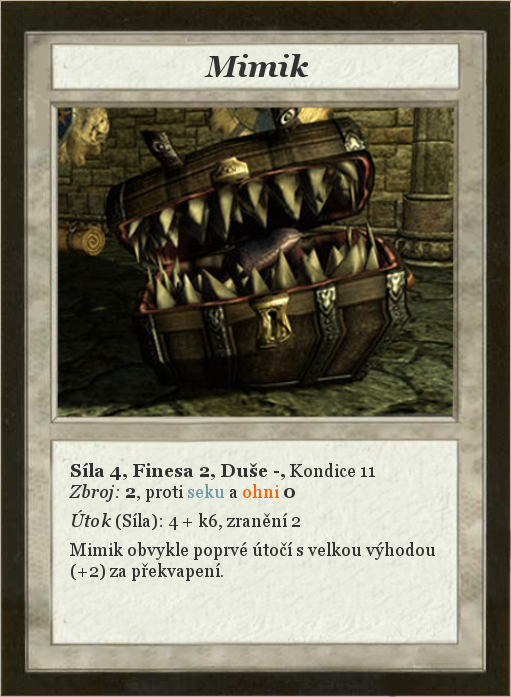 Mimik
Síla 4, Finesa 2, Duše -, Kondice 11
Zbroj: 2, proti seku a ohni 0
Útok (Síla): 4 + k6, zranění 2
Mimik obvykle poprvé útočí s velkou výhodou
(+2) za překvapení.